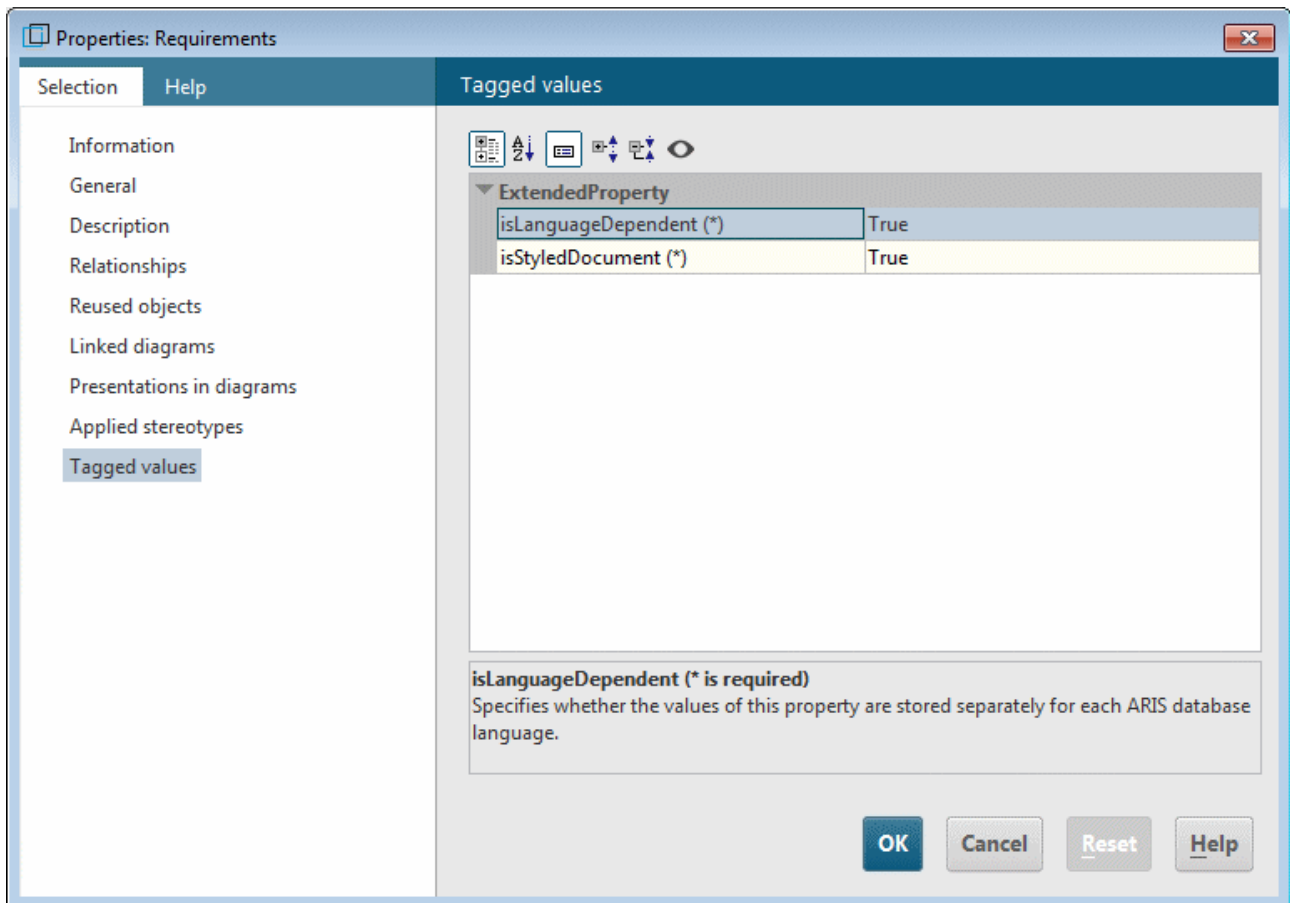 Properties: Requirements
Selection Help
Tagged values
Information
General
Description
Relationships
Reused objects
Linked diagrams
Presentations in diagrams
Applied stereotypes
Tagged values
A
Z
ExtendedProperty
isLanguageDependent (*) True
isStyledDocument (*) True
isLanguageDependent (* is required)
Specifies whether the values of this property are stored separately for each ARIS database
language.
OK Cancel Reset Help